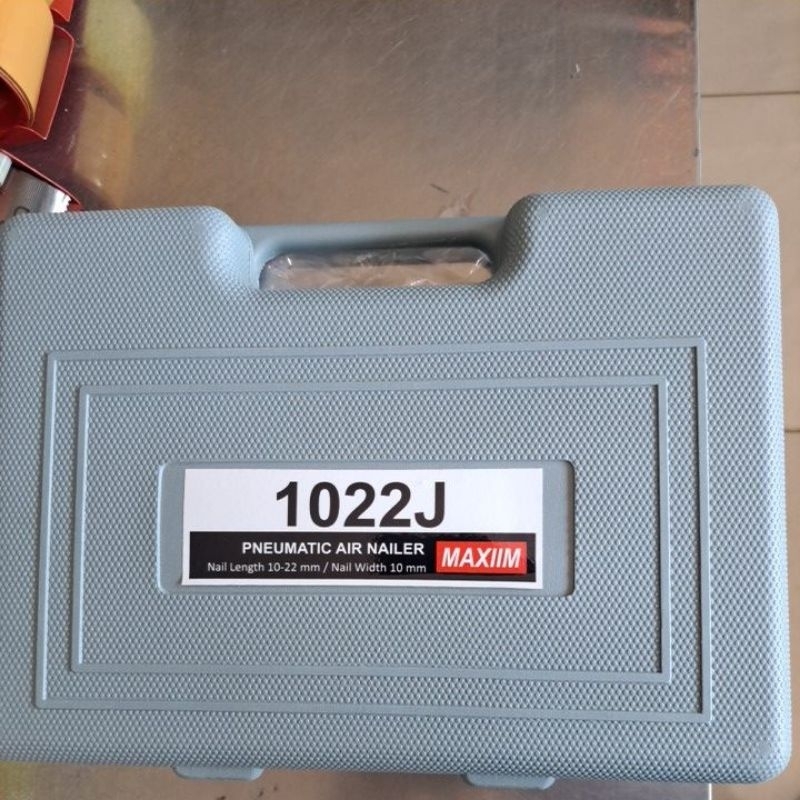 1022J
PNEUMATIC AIR NAILER
Nail Length 10-22 mm / Nail Width 10 mm
MAXIIM